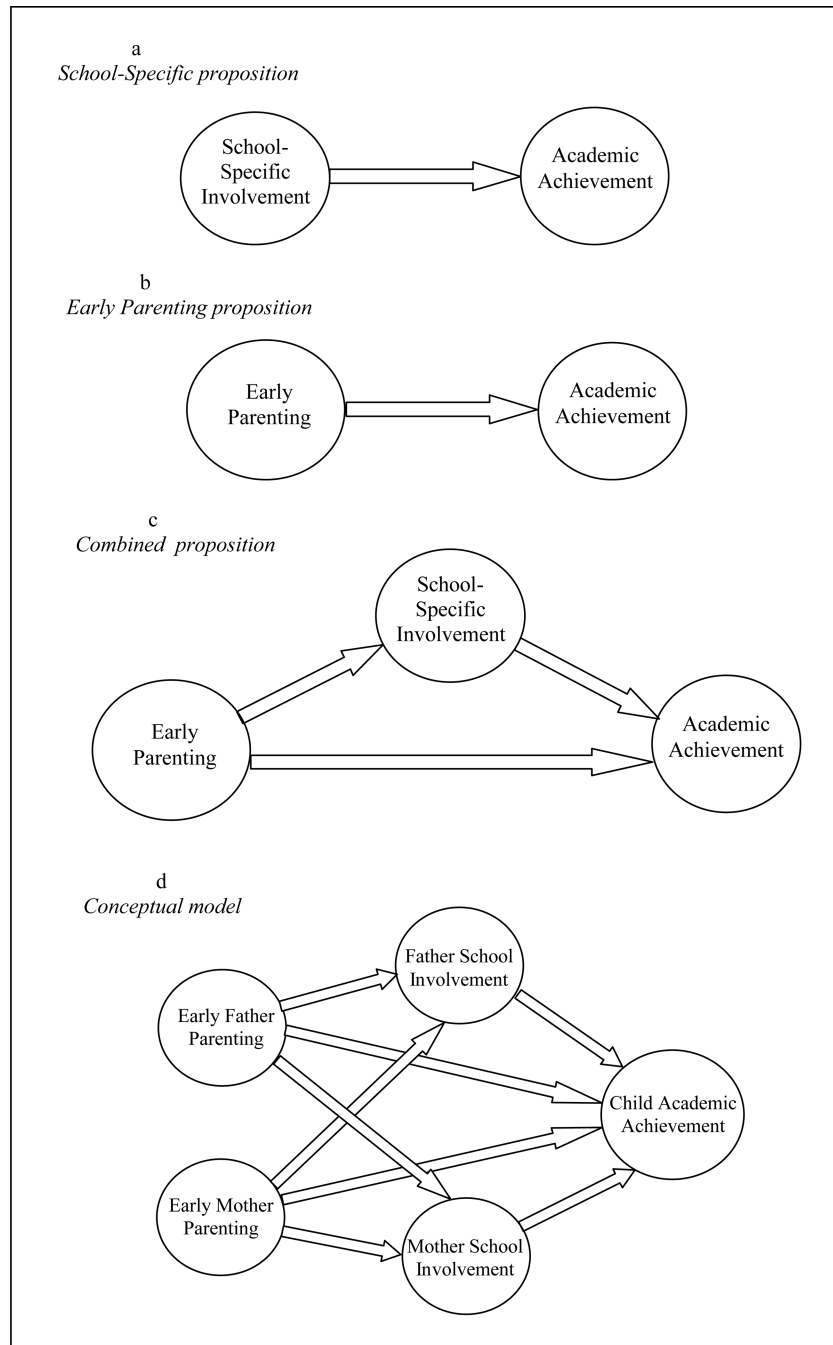 a
School-Specific proposition
School-
Specific
Involvement
Academic
Achievement
b
Early Parenting proposition
Early
Parenting
Academic
Achievement
c
Combined proposition
School-
Specific
Involvement
Early
Parenting
Academic
Achievement
d
Conceptual model
Father School
Involvement
Early Father
Parenting
Child Academic
Achievement
Early Mother
Parenting
Mother School
Involvement